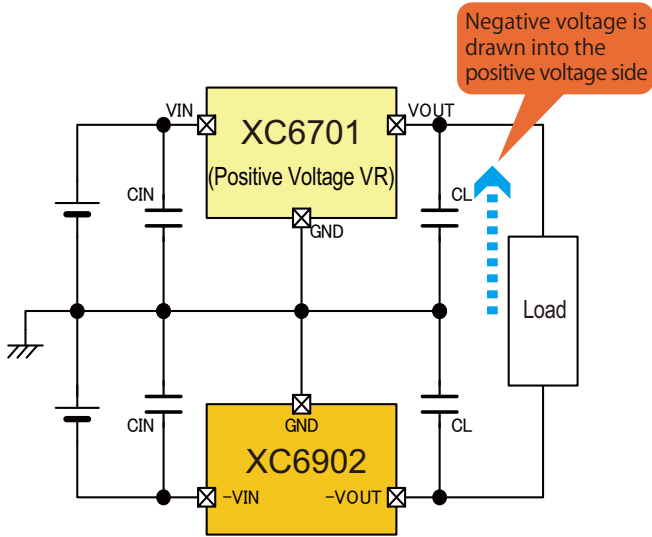 Negative voltage is
drawn into the
positive voltage side
VIN
VOUT
XC6701
(Positive Voltage VR)
CIN
CL
GND
Load
CIN
GND
CL
XC6902
-VIN
-VOUT